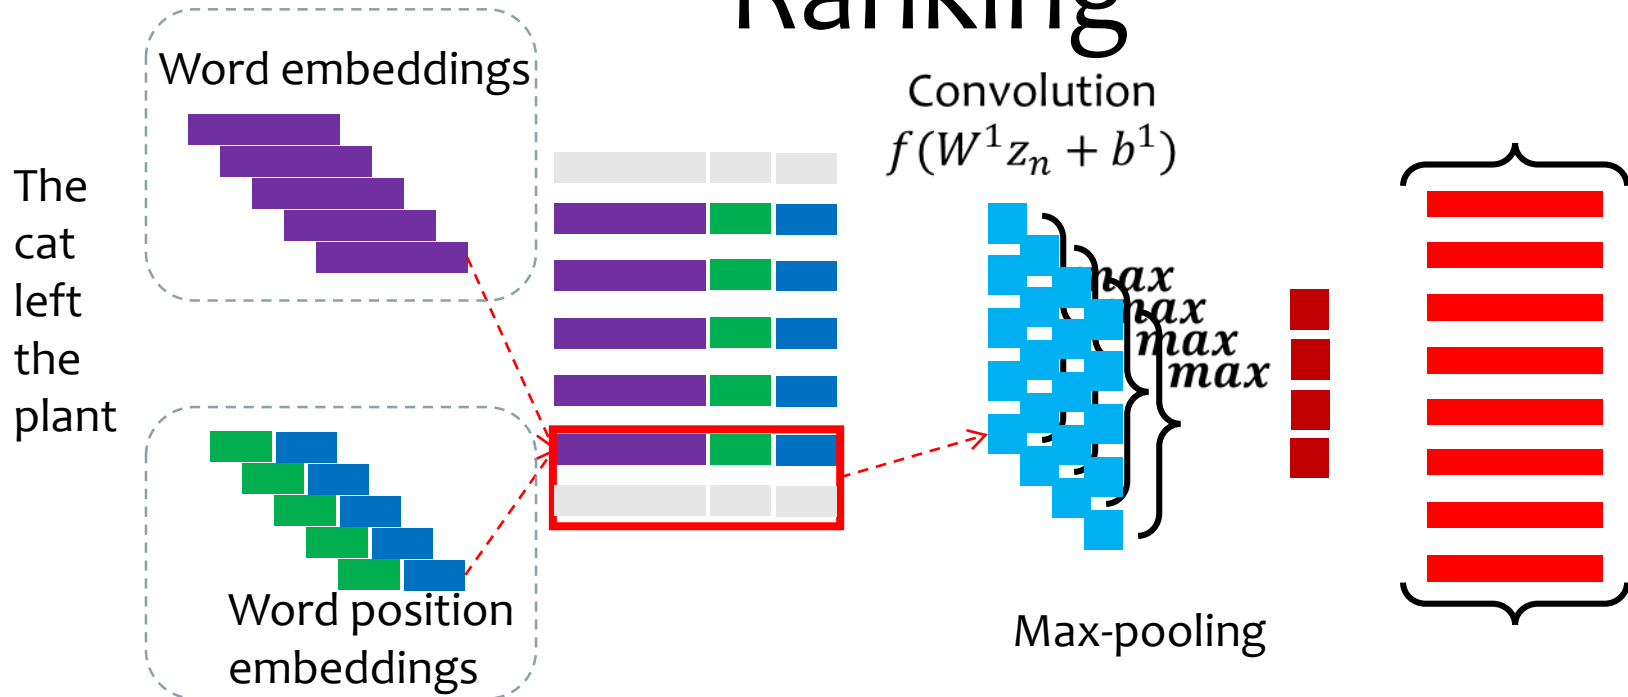 Ranking
Word embeddings
The
cat
left
the
plant
Word position
embeddings
Convolution
f(W¹zₙ + b¹)
max
max
max
max
Max-pooling